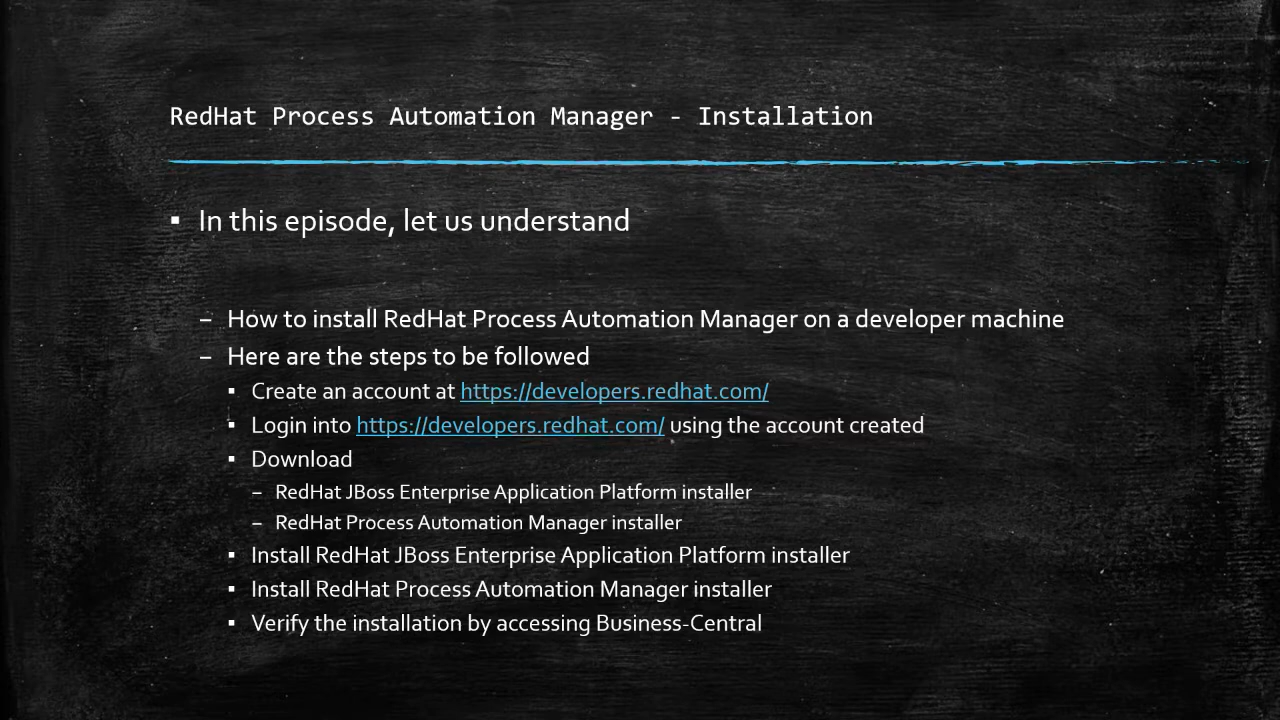 RedHat Process Automation Manager - Installation
▪ In this episode, let us understand
– How to install RedHat Process Automation Manager on a developer machine
– Here are the steps to be followed
▪ Create an account at https://developers.redhat.com/
▪ Login into https://developers.redhat.com/ using the account created
▪ Download
– RedHat JBoss Enterprise Application Platform installer
– RedHat Process Automation Manager installer
▪ Install RedHat JBoss Enterprise Application Platform installer
▪ Install RedHat Process Automation Manager installer
▪ Verify the installation by accessing Business-Central